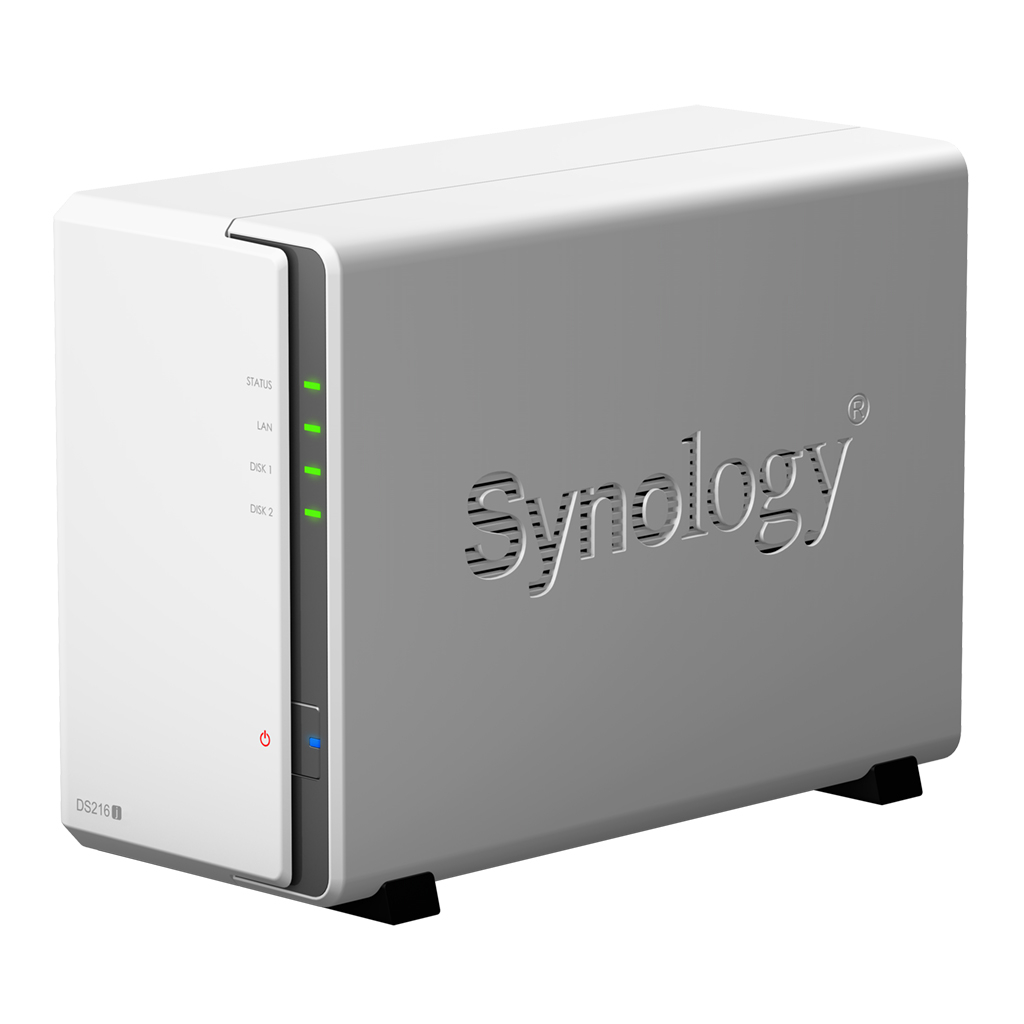 STATUS
LAN
DISK 1
DISK 2
Synology®
DS216j